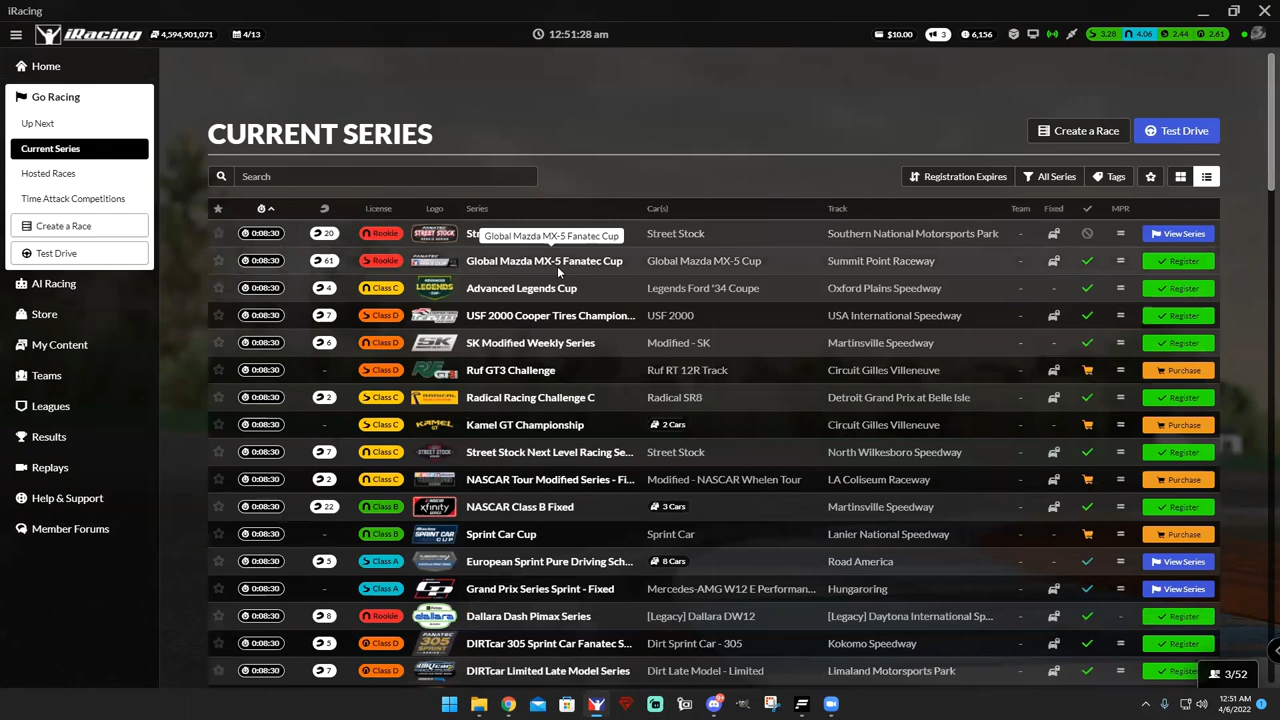 iRacing
iRacing 4,594,901,071 4/13 12:51:28 am $10.00 3 6,156 3.28 4.06 2.44 2.61
Home
Go Racing
Up Next
Current Series
Hosted Races
Time Attack Competitions
Create a Race
Test Drive
AI Racing
Store
My Content
Teams
Leagues
Results
Replays
Help & Support
Member Forums
CURRENT SERIES
Create a Race Test Drive
Search Registration Expires All Series Tags
License Logo Series Car(s) Track Team Fixed MPR
Global Mazda MX-5 Fanatec Cup
0:08:30 20 Rookie Street Stock Southern National Motorsports Park View Series
0:08:30 61 Rookie Global Mazda MX-5 Fanatec Cup Global Mazda MX-5 Cup Summit Point Raceway - - Register
0:08:30 4 Class C Advanced Legends Cup Legends Ford '34 Coupe Oxford Plains Speedway - Register
0:08:30 7 Class D USF 2000 Cooper Tires Champion... USF 2000 USA International Speedway - - Register
0:08:30 6 Class D SK Modified Weekly Series Modified - SK Martinsville Speedway - - Register
0:08:30 - Class D Ruf GT3 Challenge Ruf RT 12R Track Circuit Gilles Villeneuve - Purchase
0:08:30 2 Class C Radical Racing Challenge C Radical SR8 Detroit Grand Prix at Belle Isle - Register
0:08:30 - Class C Kamel GT Championship 2 Cars Circuit Gilles Villeneuve - Purchase
0:08:30 7 Class C Street Stock Next Level Racing Se... Street Stock North Wilkesboro Speedway - Register
0:08:30 2 Class C NASCAR Tour Modified Series - Fi... Modified - NASCAR Whelen Tour LA Coliseum Raceway Purchase
0:08:30 22 Class B NASCAR Class B Fixed 3 Cars Martinsville Speedway Register
0:08:30 - Class B Sprint Car Cup Sprint Car Lanier National Speedway - Purchase
0:08:30 5 Class A European Sprint Pure Driving Sch... 8 Cars Road America View Series
0:08:30 - Class A Grand Prix Series Sprint - Fixed Mercedes-AMG W12 E Performan... Hungaroring View Series
0:08:30 8 Rookie Dallara Dash Pimax Series [Legacy] Dallara DW12 [Legacy] Daytona International Sp... - Register
0:08:30 5 Class D DIRTcar 305 Sprint Car Fanatec S... Dirt Sprint Car - 305 Kokomo Speedway Register
0:08:30 7 Class D DIRTcar Limited Late Model Series Dirt Late Model - Limited Limaland Motorsports Park Register
3/52
12:51 AM
4/6/2022